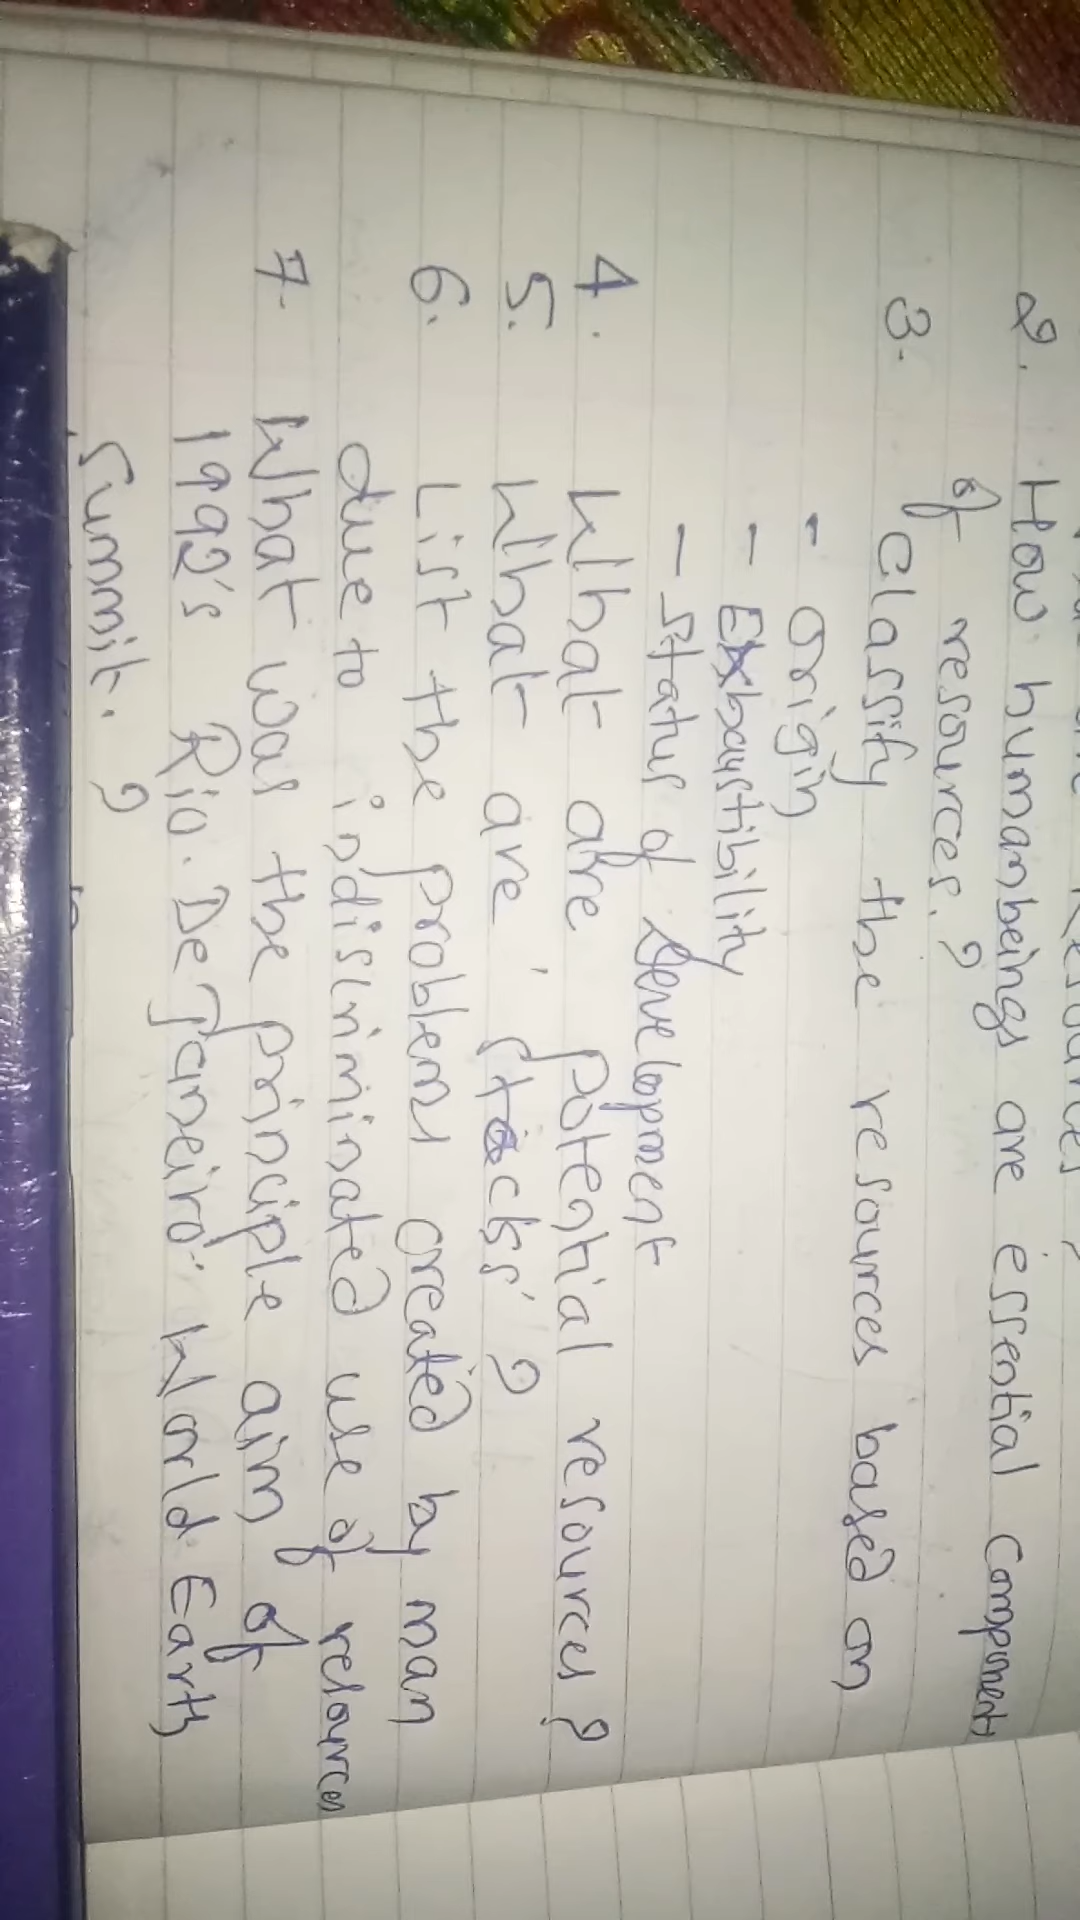 2. How humanbeings are essential components
of resources.?
3. classify the resources based on
- origin
- Exhaustibility
- Status of Development
4. What are potential resources?
5. What are 'stocks'?
6. List the problems created by man
due to indiscriminated use of resources
7. What was the principle aim of
1992's Rio.De Janeiro. World Earth
Summit.?